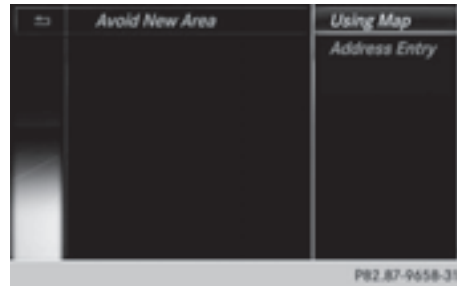 Avoid New Area
Using Map
Address Entry
P82.87-9658-31